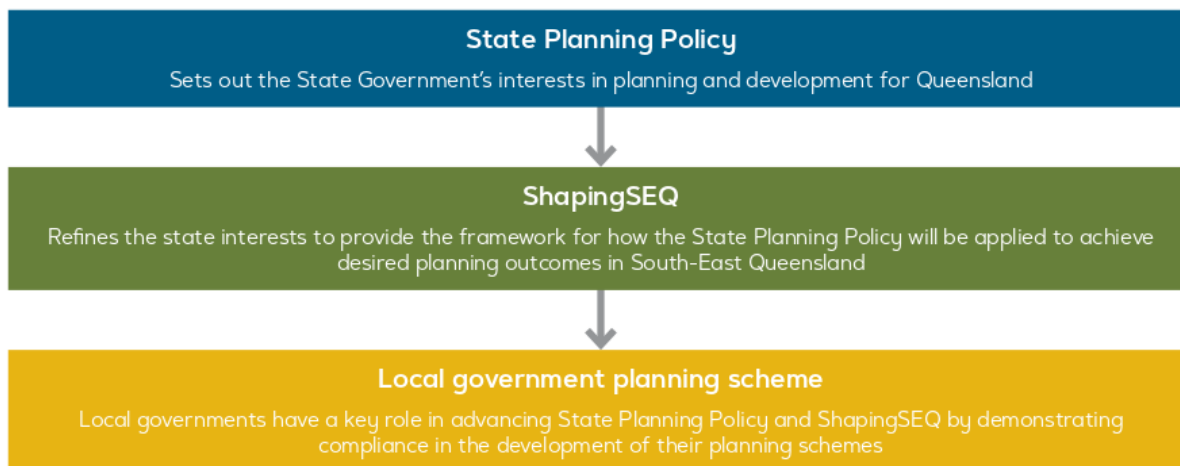 State Planning Policy
Sets out the State Government's interests in planning and development for Queensland
ShapingSEQ
Refines the state interests to provide the framework for how the State Planning Policy will be applied to achieve
desired planning outcomes in South-East Queensland
Local government planning scheme
Local governments have a key role in advancing State Planning Policy and ShapingSEQ by demonstrating
compliance in the development of their planning schemes